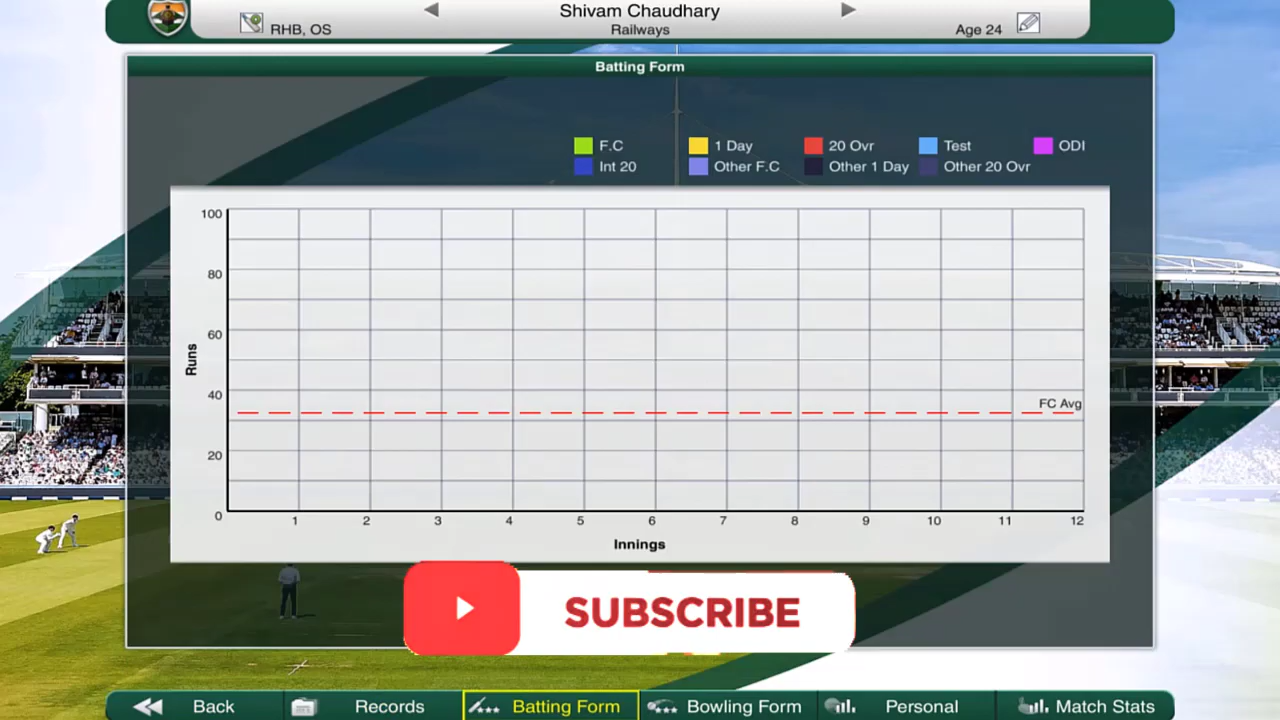 Shivam Chaudhary
RHB, OS
Railways
Age 24
Batting Form
F.C
1 Day
20 Ovr
Test
ODI
Int 20
Other F.C
Other 1 Day
Other 20 Ovr
100
80
60
40
20
0
Runs
FC Avg
1 2 3 4 5 6 7 8 9 10 11 12
Innings
SUBSCRIBE
Back
Records
Batting Form
Bowling Form
Personal
Match Stats